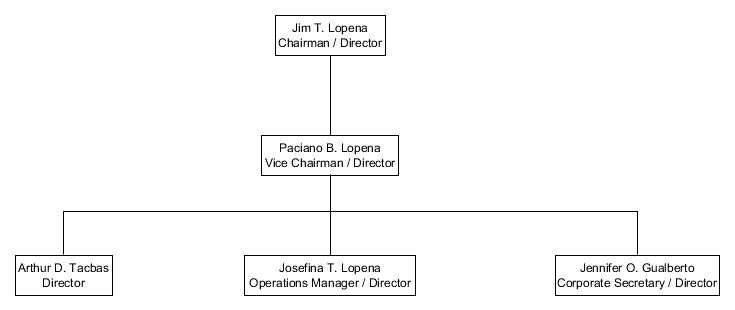 Jim T. Lopena
Chairman / Director
Paciano B. Lopena
Vice Chairman / Director
Arthur D. Tacbas
Director
Josefina T. Lopena
Operations Manager / Director
Jennifer O. Gualberto
Corporate Secretary / Director